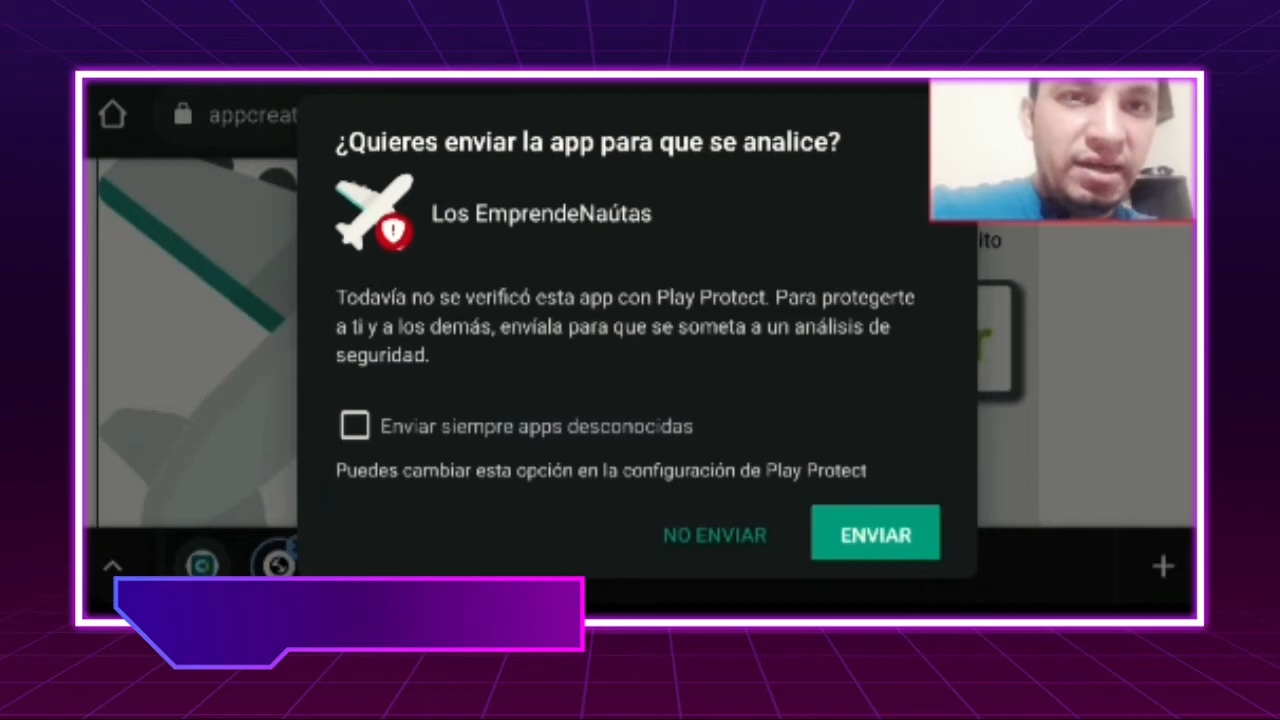 appcreat
¿Quieres enviar la app para que se analice?
Los EmprendeNaútas
Todavía no se verificó esta app con Play Protect. Para protegerte
a ti y a los demás, envíala para que se someta a un análisis de
seguridad.
ito
Enviar siempre apps desconocidas
Puedes cambiar esta opción en la configuración de Play Protect
NO ENVIAR
ENVIAR